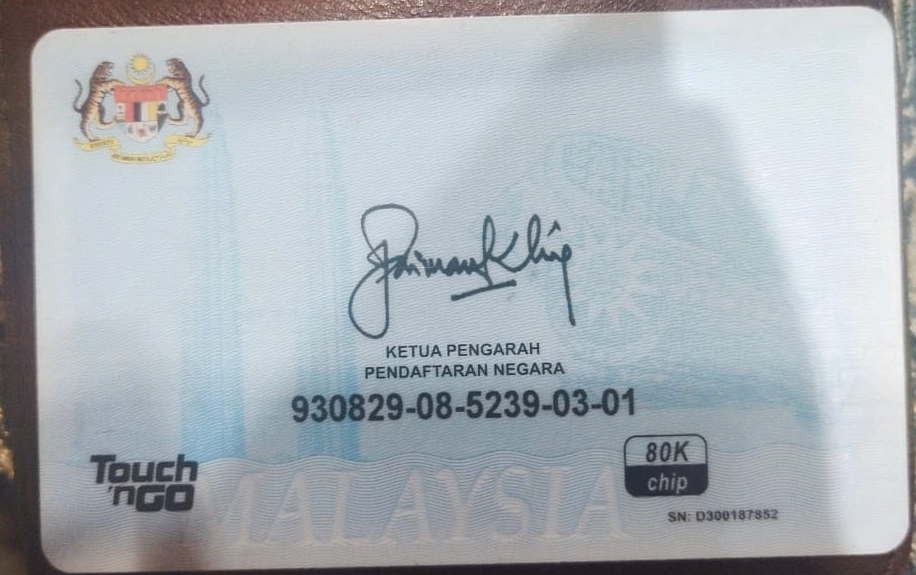 KETUA PENGARAH
PENDAFTARAN NEGARA
930829-08-5239-03-01
Touch
'nGO
80K
chip
MALAYSIA
SN: D300187852